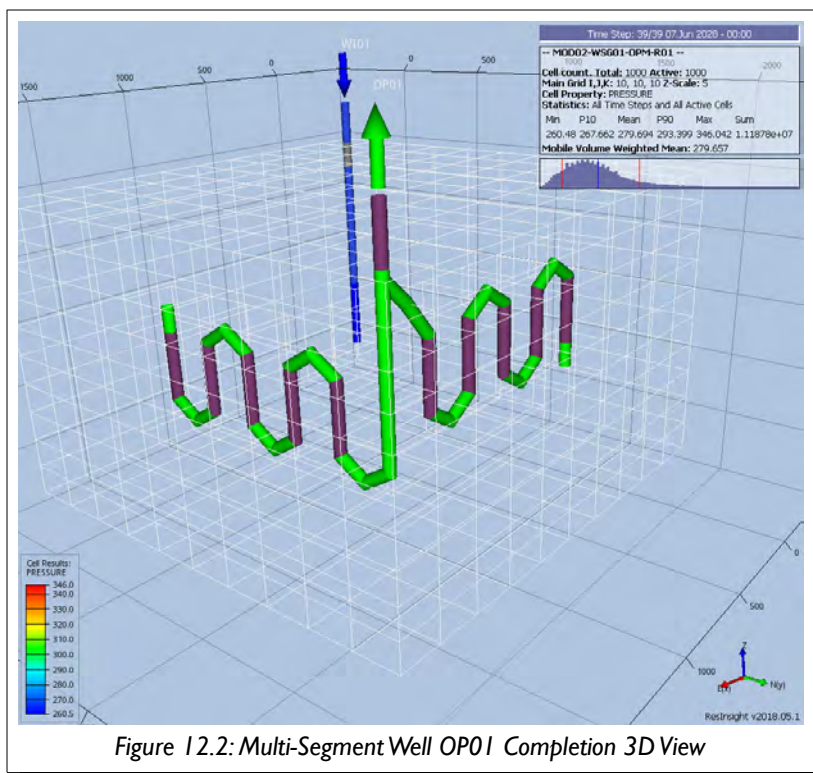 Time Step: 39/39 07.Jun 2028 - 00:00
-- MOD02-WSG01-OPM-R01 --
Cell count. Total: 1000 Active: 1000
Main Grid I,J,K: 10, 10, 10 Z-Scale: 5
Cell Property: PRESSURE
Statistics: All Time Steps and All Active Cells
Min P10 Mean P90 Max Sum
260.48 267.662 279.694 293.399 346.042 1.11878e+07
Mobile Volume Weighted Mean: 279.657
WI01
OP01
1500
1000
500
0
0
500
1000
1500
2000
500
0
500
1000
Cell Results:
PRESSURE
346.0
340.0
330.0
320.0
310.0
300.0
290.0
280.0
270.0
260.5
0
500
1000
Z
E(x)
N(y)
ResInsight v2018.05.1
Figure 12.2: Multi-Segment Well OP01 Completion 3D View